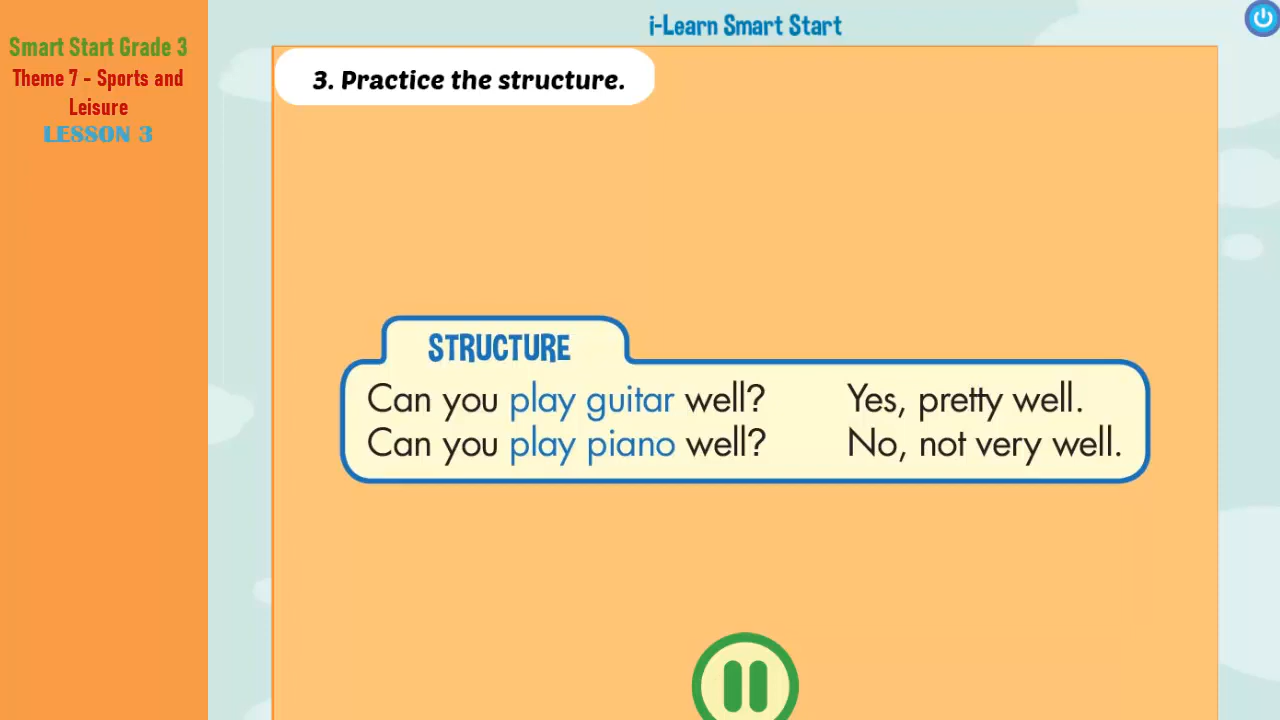 i-Learn Smart Start
Smart Start Grade 3
Theme 7 - Sports and
Leisure
LESSON 3
3. Practice the structure.
STRUCTURE
Can you play guitar well? Yes, pretty well.
Can you play piano well? No, not very well.